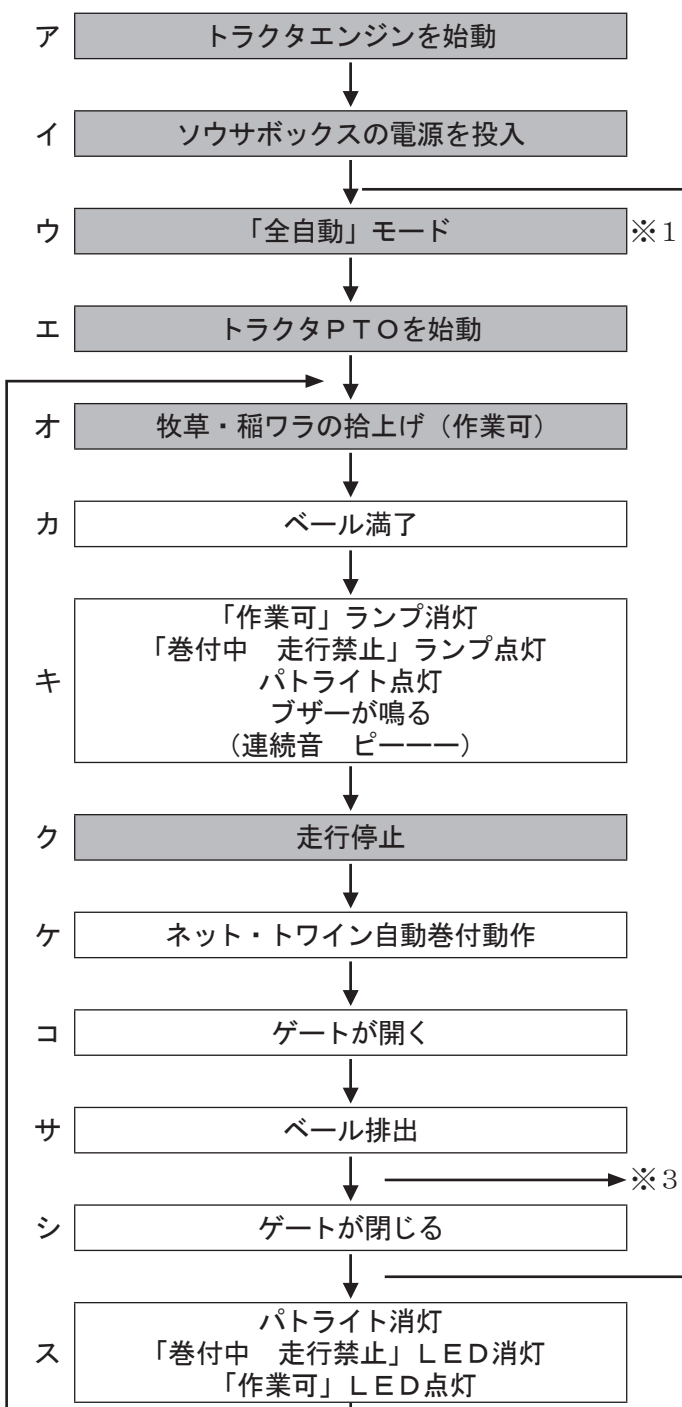 ア トラクタエンジンを始動
イ ソウサボックスの電源を投入
ウ 「全自動」モード ※1
エ トラクタPTOを始動
オ 牧草・稲ワラの拾上げ（作業可）
カ ベール満了
「作業可」ランプ消灯
「巻付中　走行禁止」ランプ点灯
キ パトライト点灯
ブザーが鳴る
（連続音　ピーーー）
ク 走行停止
ケ ネット・トワイン自動巻付動作
コ ゲートが開く
サ ベール排出
※3
シ ゲートが閉じる
パトライト消灯
ス 「巻付中　走行禁止」LED消灯
「作業可」LED点灯